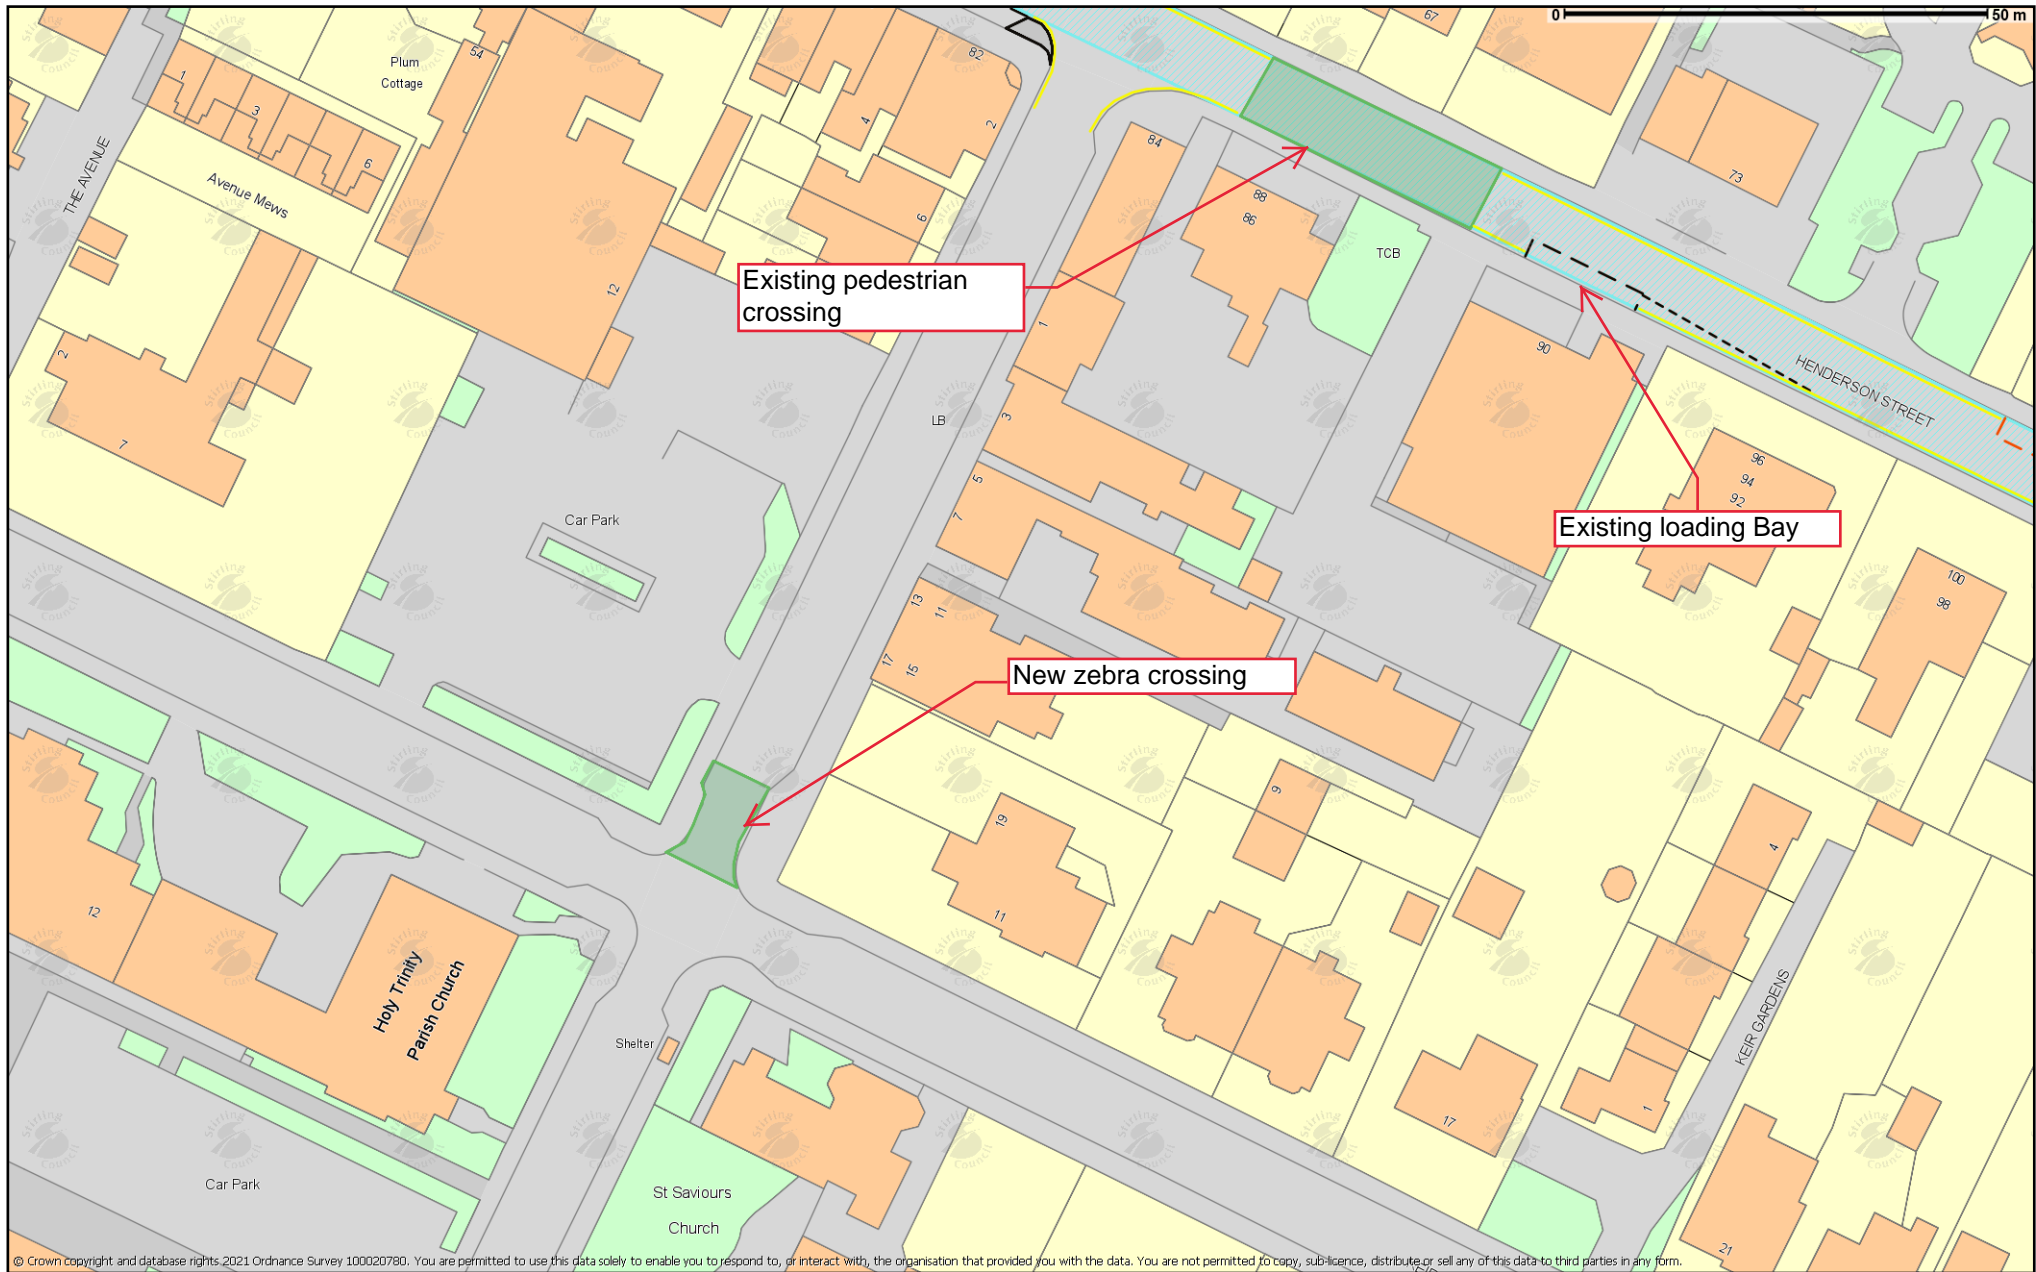 0
50 m
67
54
Plum
Cottage
82
1
3
6
4
2
THE AVENUE
Avenue Mews
84
73
88
86
6
TCB
Existing pedestrian
crossing
12
1
2
90
HENDERSON STREET
7
3
LB
96
94
92
5
7
Car Park
Existing loading Bay
100
98
13
11
17
15
New zebra crossing
9
19
4
11
12
Holy Trinity
Parish Church
KEIR GARDENS
Shelter
17
1
Car Park
St Saviours
Church
21
© Crown copyright and database rights 2021 Ordnance Survey 100020780. You are permitted to use this data solely to enable you to respond to, or interact with, the organisation that provided you with the data. You are not permitted to copy, sub-licence, distribute or sell any of this data to third parties in any form.
Stirling
Council